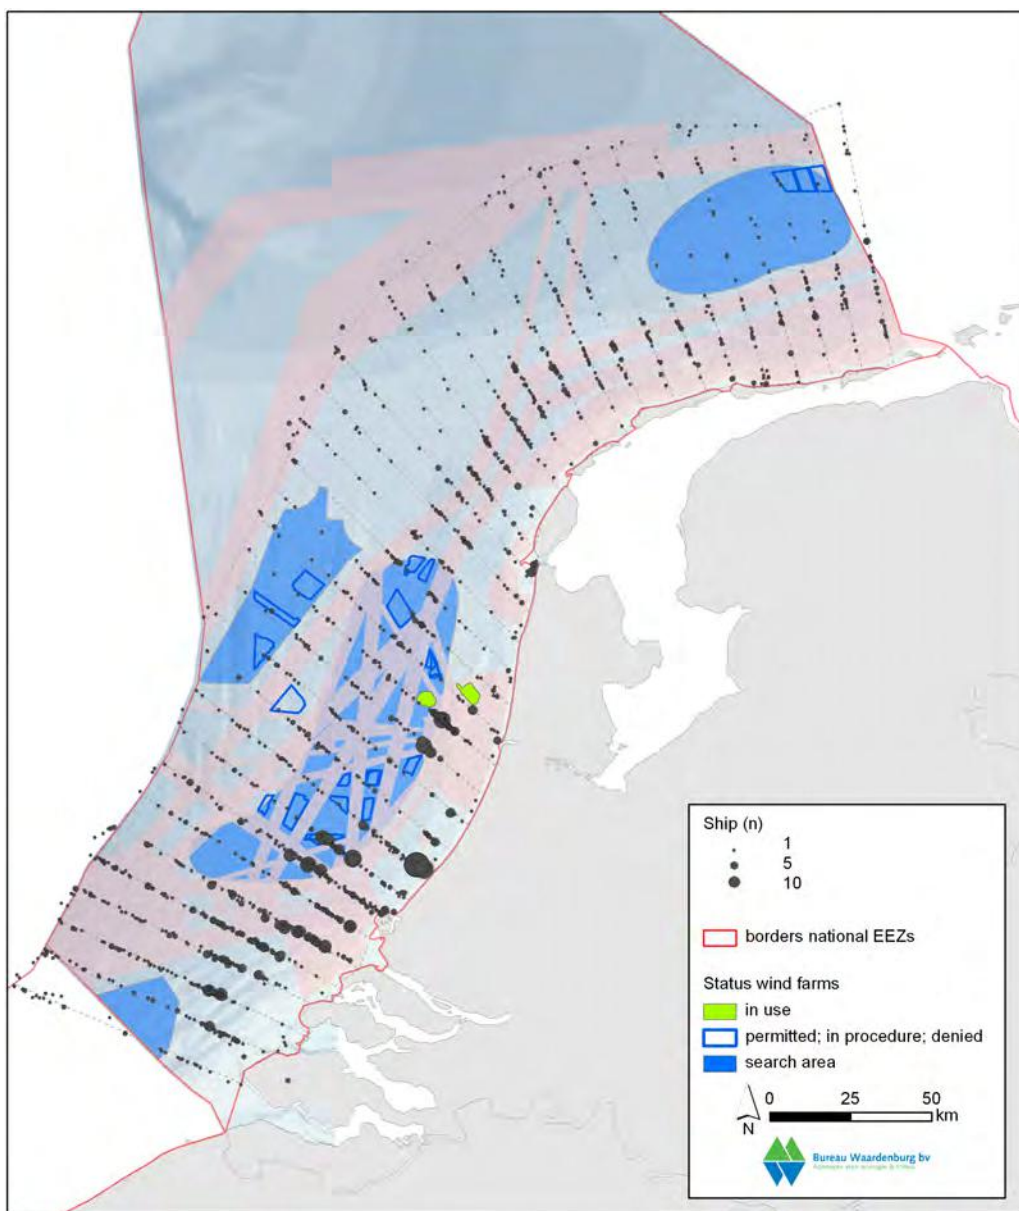 Ship (n)
1
5
10
borders national EEZs
Status wind farms
in use
permitted; in procedure; denied
search area
0 25 50
km
N
Bureau Waardenburg bv